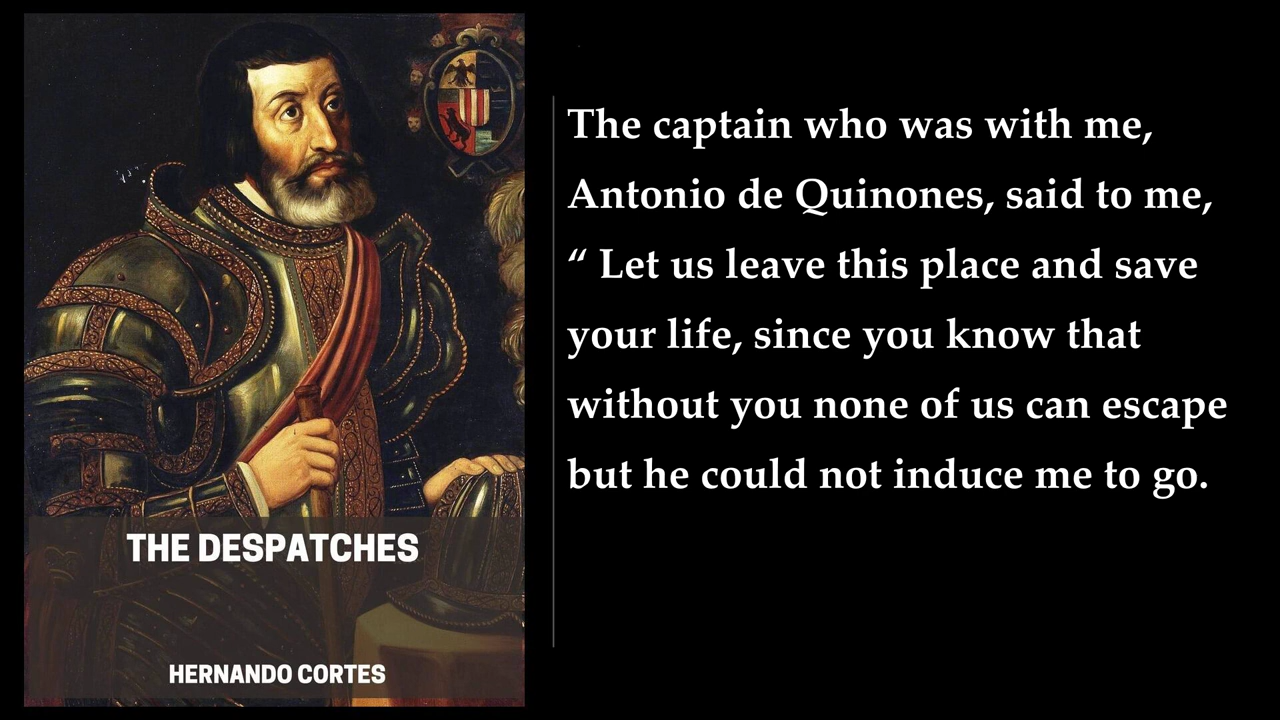 THE DESPATCHES
HERNANDO CORTES
The captain who was with me,
Antonio de Quinones, said to me,
“ Let us leave this place and save
your life, since you know that
without you none of us can escape
but he could not induce me to go.